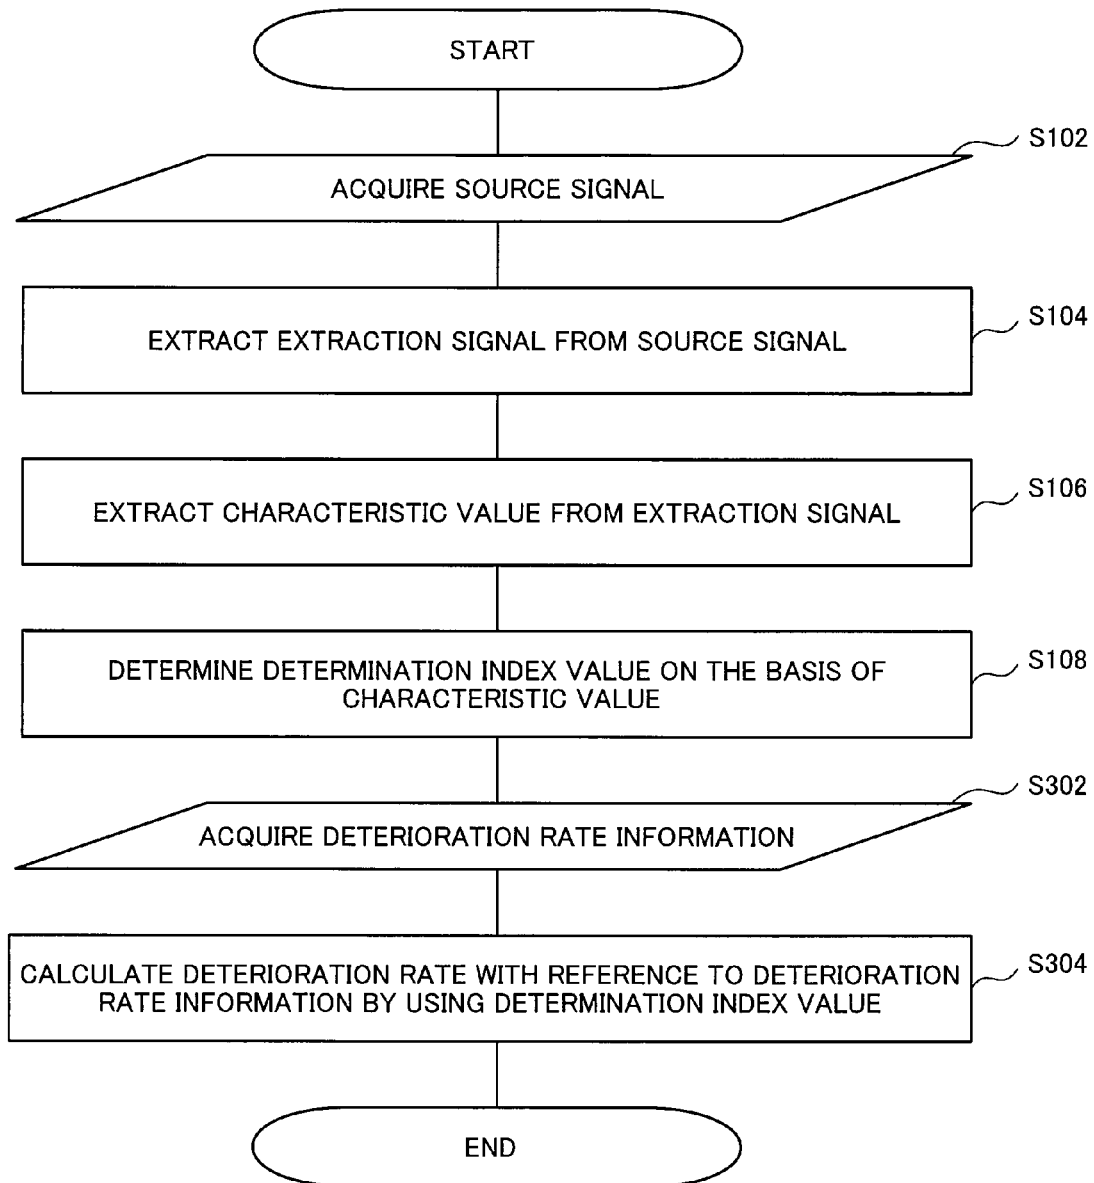 START
S102
ACQUIRE SOURCE SIGNAL
S104
EXTRACT EXTRACTION SIGNAL FROM SOURCE SIGNAL
S106
EXTRACT CHARACTERISTIC VALUE FROM EXTRACTION SIGNAL
S108
DETERMINE DETERMINATION INDEX VALUE ON THE BASIS OF
CHARACTERISTIC VALUE
S302
ACQUIRE DETERIORATION RATE INFORMATION
S304
CALCULATE DETERIORATION RATE WITH REFERENCE TO DETERIORATION
RATE INFORMATION BY USING DETERMINATION INDEX VALUE
END